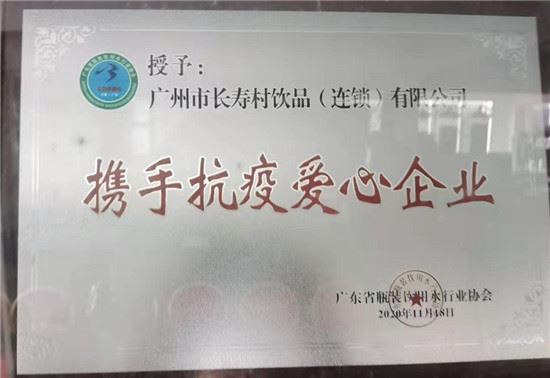 授予：
广州市长寿村饮品（连锁）有限公司
携手抗疫爱心企业
广东省瓶装饮用水行业协会
2020年11月18日